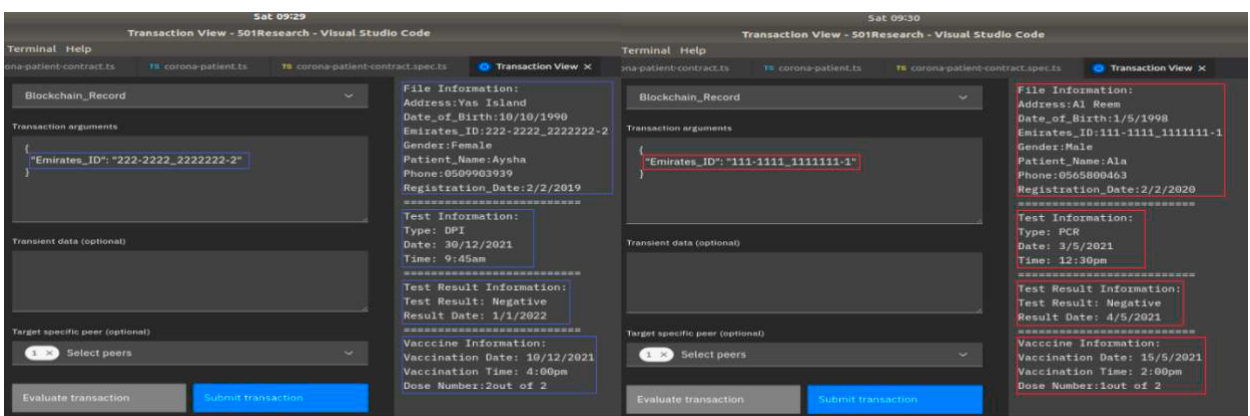 Sat 09:29
Transaction View - 501Research - Visual Studio Code
Terminal Help
ona-patient-contract.ts TS corona-patient.ts TS corona-patient-contract.spec.ts Transaction View ×
Blockchain_Record
Transaction arguments
{
"Emirates_ID": "222-2222_2222222-2"
}
Transient data (optional)
Target specific peer (optional)
1 × Select peers
Evaluate transaction Submit transaction
File Information:
Address:Yas Island
Date_of_Birth:10/10/1990
Emirates_ID:222-2222_2222222-2
Gender:Female
Patient_Name:Aysha
Phone:0509903939
Registration_Date:2/2/2019
==========================
Test Information:
Type: DPI
Date: 30/12/2021
Time: 9:45am
==========================
Test Result Information:
Test Result: Negative
Result Date: 1/1/2022
==========================
Vacccine Information:
Vaccination Date: 10/12/2021
Vaccination Time: 4:00pm
Dose Number:2out of 2
Sat 09:30
Transaction View - 501Research - Visual Studio Code
Terminal Help
ona-patient-contract.ts TS corona-patient.ts TS corona-patient-contract.spec.ts Transaction View ×
Blockchain_Record
Transaction arguments
{
"Emirates_ID": "111-1111_1111111-1"
}
Transient data (optional)
Target specific peer (optional)
1 × Select peers
Evaluate transaction Submit transaction
File Information:
Address:Al Reem
Date_of_Birth:1/5/1998
Emirates_ID:111-1111_1111111-1
Gender:Male
Patient_Name:Ala
Phone:0565800463
Registration_Date:2/2/2020
==========================
Test Information:
Type: PCR
Date: 3/5/2021
Time: 12:30pm
==========================
Test Result Information:
Test Result: Negative
Result Date: 4/5/2021
==========================
Vacccine Information:
Vaccination Date: 15/5/2021
Vaccination Time: 2:00pm
Dose Number:1out of 2